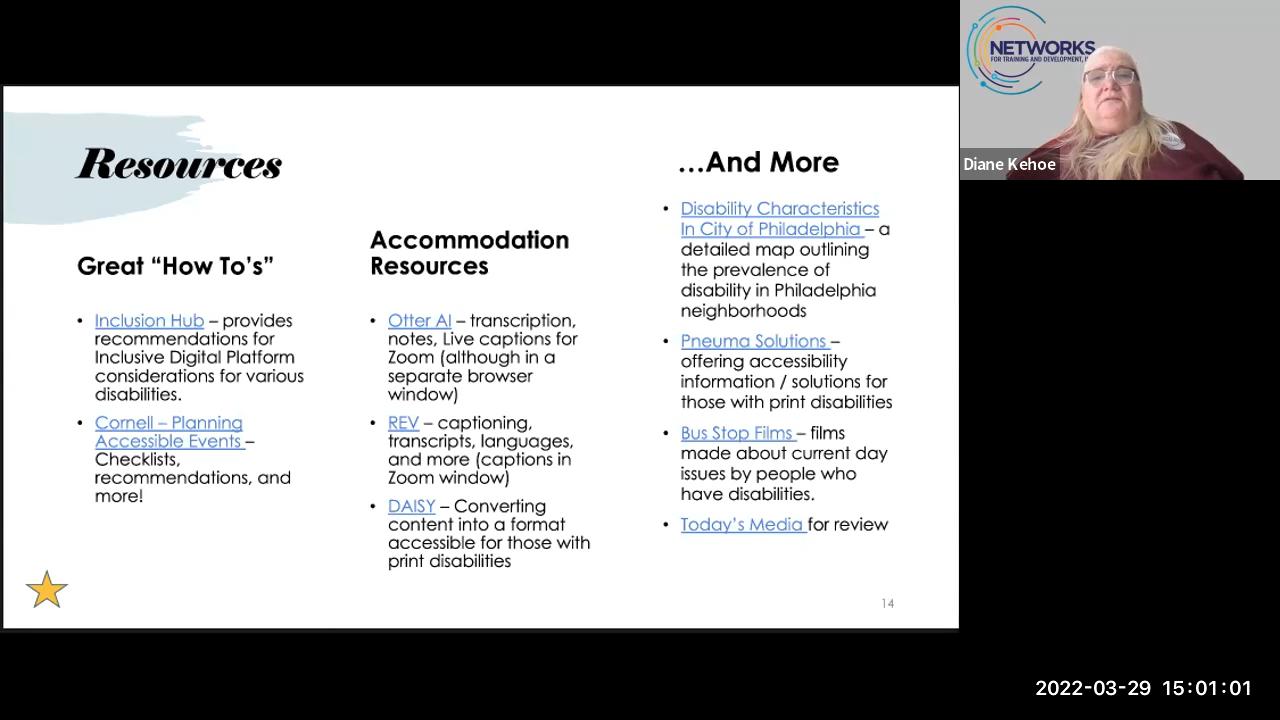 Resources
Great “How To’s”
• Inclusion Hub – provides
recommendations for
Inclusive Digital Platform
considerations for various
disabilities.
• Cornell – Planning
Accessible Events –
Checklists,
recommendations, and
more!
Accommodation
Resources
• Otter AI – transcription,
notes, Live captions for
Zoom (although in a
separate browser
window)
• REV – captioning,
transcripts, languages,
and more (captions in
Zoom window)
• DAISY – Converting
content into a format
accessible for those with
print disabilities
…And More
• Disability Characteristics
In City of Philadelphia – a
detailed map outlining
the prevalence of
disability in Philadelphia
neighborhoods
• Pneuma Solutions –
offering accessibility
information / solutions for
those with print disabilities
• Bus Stop Films – films
made about current day
issues by people who
have disabilities.
• Today’s Media for review
14
NETWORKS
FOR TRAINING AND DEVELOPMENT,
Diane Kehoe
2022-03-29 15:01:01